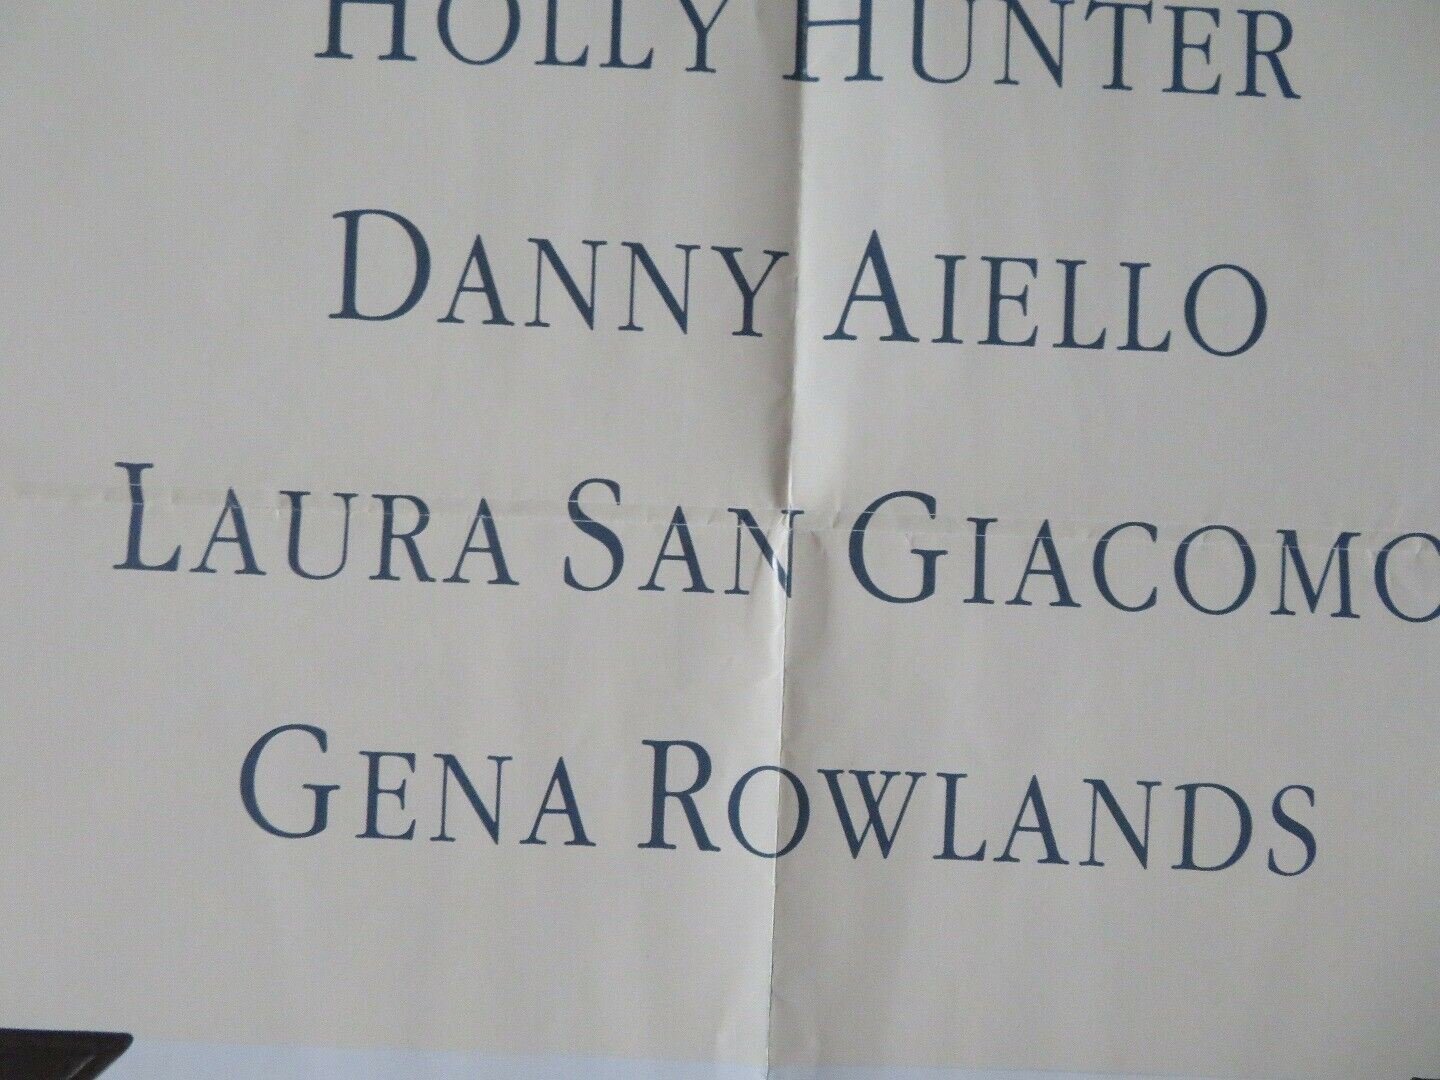 HOLLY HUNTER
DANNY AIELLO
LAURA SAN GIACOMO
GENA ROWLANDS